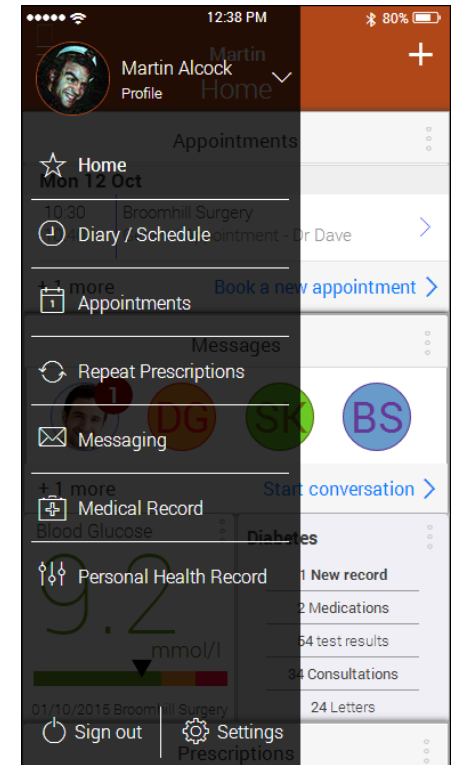 12:38 PM
80%
Martin
Home
Martin Alcock
Profile
Appointments
Home
Mon 12 Oct
10:30
Broomhill Surgery
Diary / Schedule
Appointment - Dr Dave
Appointments
+ 1 more
Book a new appointment
Messages
Repeat Prescriptions
1
DG
SK
BS
Messaging
+ 1 more
Start conversation
Medical Record
Blood Glucose
Diabetes
Personal Health Record
1 New record
9.2
2 Medications
mmol/l
54 test results
34 Consultations
01/10/2015 Broomhill Surgery
24 Letters
Sign out
Settings
Prescriptions